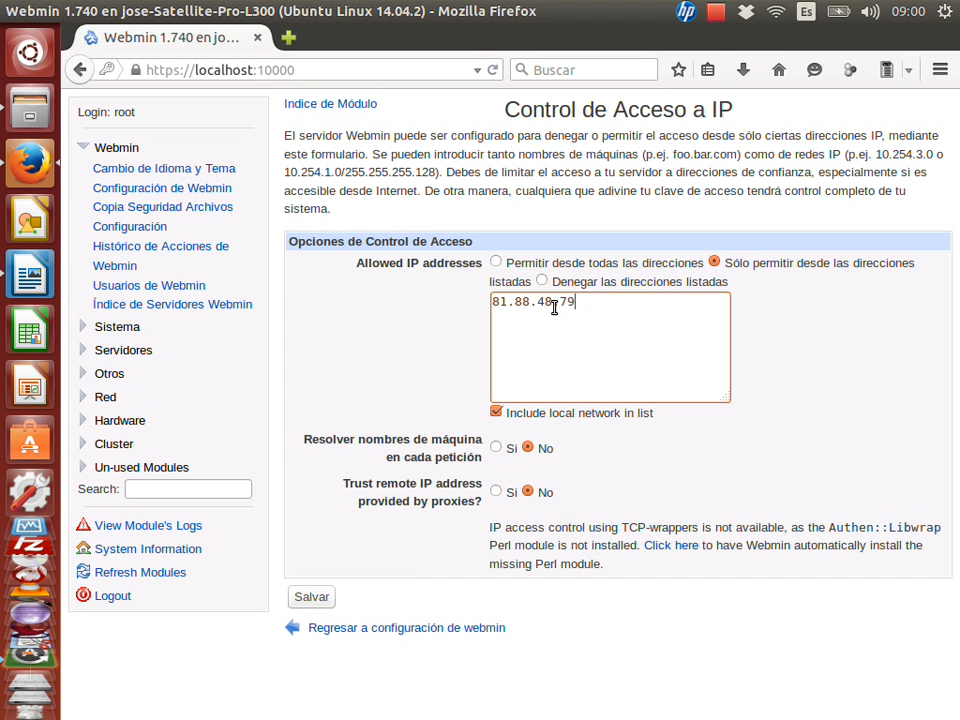 Webmin 1.740 en jose-Satellite-Pro-L300 (Ubuntu Linux 14.04.2) - Mozilla Firefox
hp
Es
09:00
Webmin 1.740 en jo...
https://localhost:10000
Buscar
Login: root
Webmin
Cambio de Idioma y Tema
Configuración de Webmin
Copia Seguridad Archivos
Configuración
Histórico de Acciones de
Webmin
Usuarios de Webmin
Índice de Servidores Webmin
Sistema
Servidores
Otros
Red
Hardware
Cluster
Un-used Modules
Search:
View Module's Logs
System Information
Refresh Modules
Logout
Indice de Módulo
Control de Acceso a IP
El servidor Webmin puede ser configurado para denegar o permitir el acceso desde sólo ciertas direcciones IP, mediante
este formulario. Se pueden introducir tanto nombres de máquinas (p.ej. foo.bar.com) como de redes IP (p.ej. 10.254.3.0 o
10.254.1.0/255.255.255.128). Debes de limitar el acceso a tu servidor a direcciones de confianza, especialmente si es
accesible desde Internet. De otra manera, cualquiera que adivine tu clave de acceso tendrá control completo de tu
sistema.
Opciones de Control de Acceso
Allowed IP addresses
Permitir desde todas las direcciones Sólo permitir desde las direcciones
listadas Denegar las direcciones listadas
81.88.48.79
Include local network in list
Resolver nombres de máquina
en cada petición
Si No
Trust remote IP address
provided by proxies?
Si No
IP access control using TCP-wrappers is not available, as the Authen::Libwrap
Perl module is not installed. Click here to have Webmin automatically install the
missing Perl module.
Salvar
Regresar a configuración de webmin